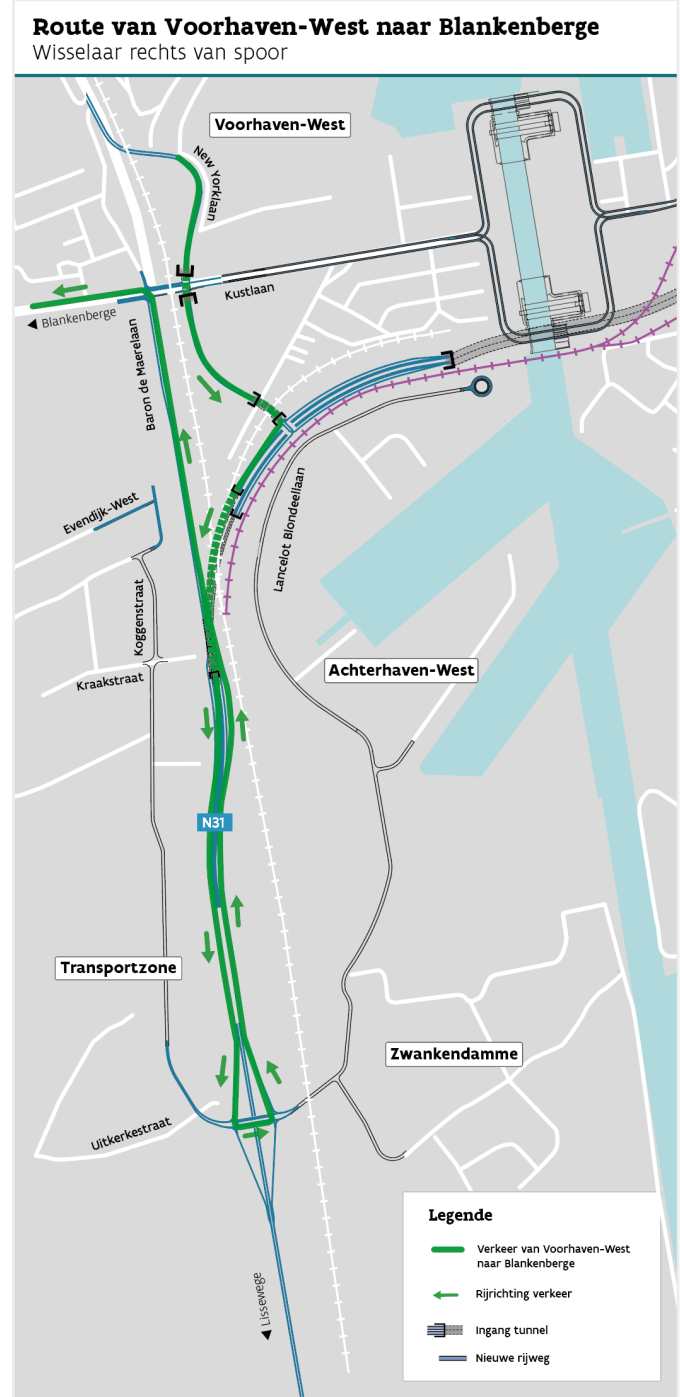 Route van Voorhaven-West naar Blankenberge
Wisselaar rechts van spoor
Voorhaven-West
New Yorklaan
Kustlaan
Blankenberge
Baron de Maerelaan
Evendijk-West
Lancelot Blondeellaan
Koggenstraat
Achterhaven-West
Kraakstraat
N31
Transportzone
Zwankendamme
Uitkerkestraat
Lissewege
Legende
Verkeer van Voorhaven-West
naar Blankenberge
Rijrichting verkeer
Ingang tunnel
Nieuwe rijweg